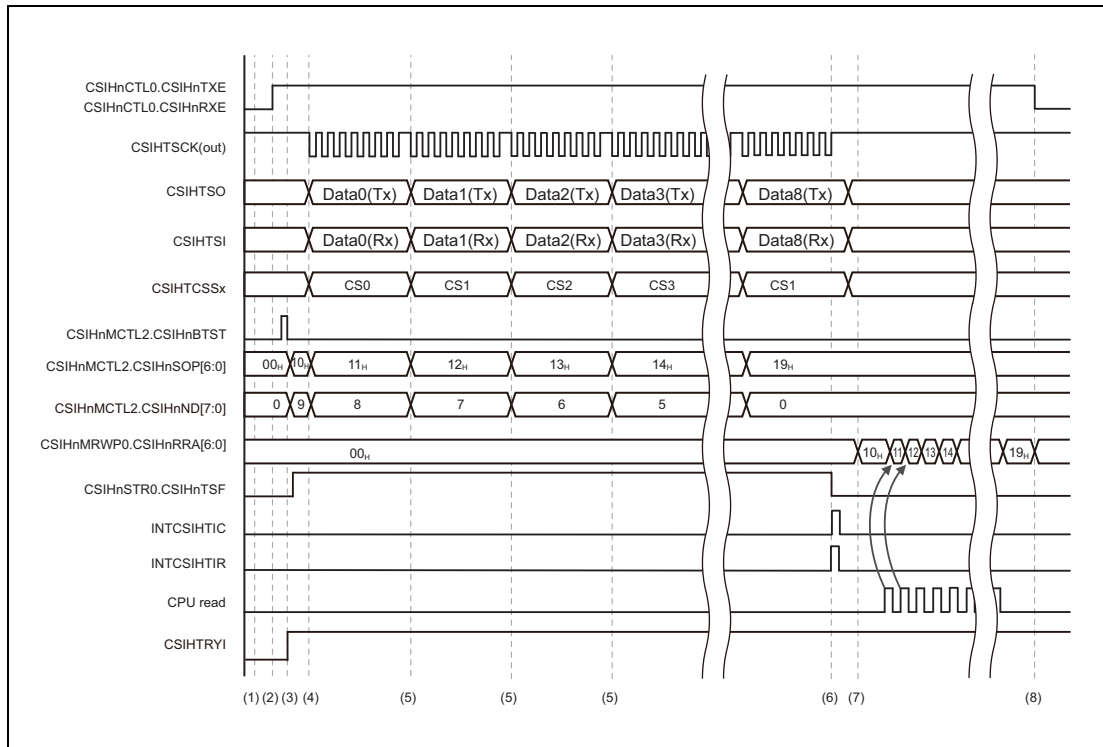 CSIHnCTL0.CSIHnTXE
CSIHnCTL0.CSIHnRXE
CSIHTSCK(out)
CSIHTSO Data0(Tx) Data1(Tx) Data2(Tx) Data3(Tx) Data8(Tx)
CSIHTSI Data0(Rx) Data1(Rx) Data2(Rx) Data3(Rx) Data8(Rx)
CSIHTCSSx CS0 CS1 CS2 CS3 CS1
CSIHnMCTL2.CSIHnBTST
CSIHnMCTL2.CSIHnSOP[6:0] 00H 10H 11H 12H 13H 14H 19H
CSIHnMCTL2.CSIHnND[7:0] 0 9 8 7 6 5 0
CSIHnMRWP0.CSIHnRRA[6:0] 00H 10H 11 12 13 14 19H
CSIHnSTR0.CSIHnTSF
INTCSIHTIC
INTCSIHTIR
CPU read
CSIHTRYI
(1) (2) (3) (4) (5) (5) (5) (6) (7) (8)